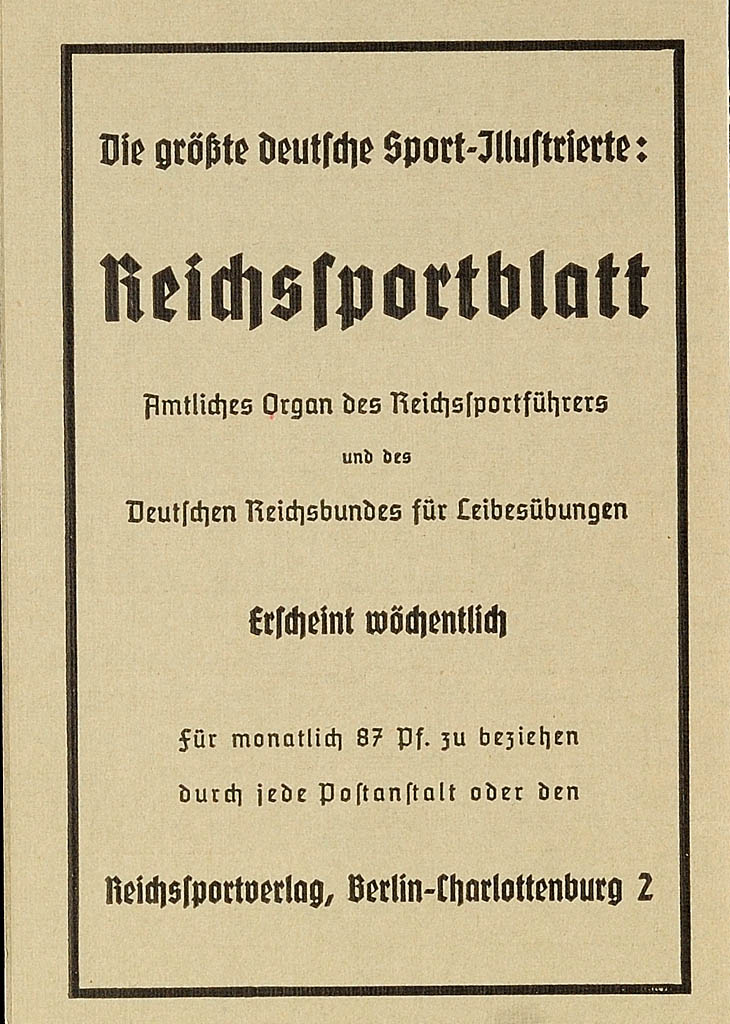 Die größte deutsche Sport-Illustrierte:
Reichssportblatt
Amtliches Organ des Reichssportführers
und des
Deutschen Reichsbundes für Leibesübungen
Erscheint wöchentlich
Für monatlich 87 Pf. zu beziehen
durch jede Postanstalt oder den
Reichssportverlag, Berlin-Charlottenburg 2